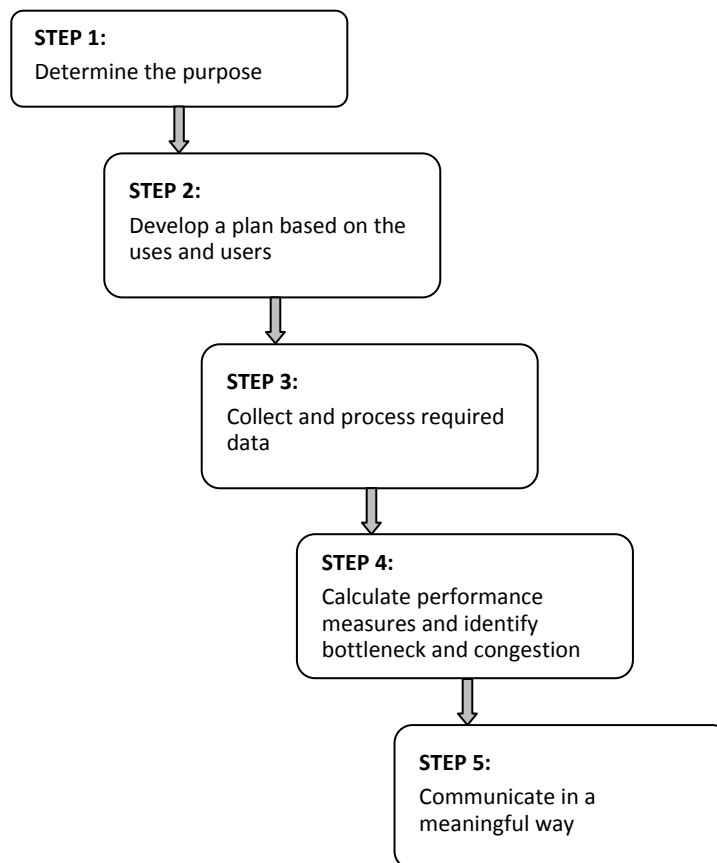 STEP 1:
Determine the purpose
STEP 2:
Develop a plan based on the
uses and users
STEP 3:
Collect and process required
data
STEP 4:
Calculate performance
measures and identify
bottleneck and congestion
STEP 5:
Communicate in a
meaningful way